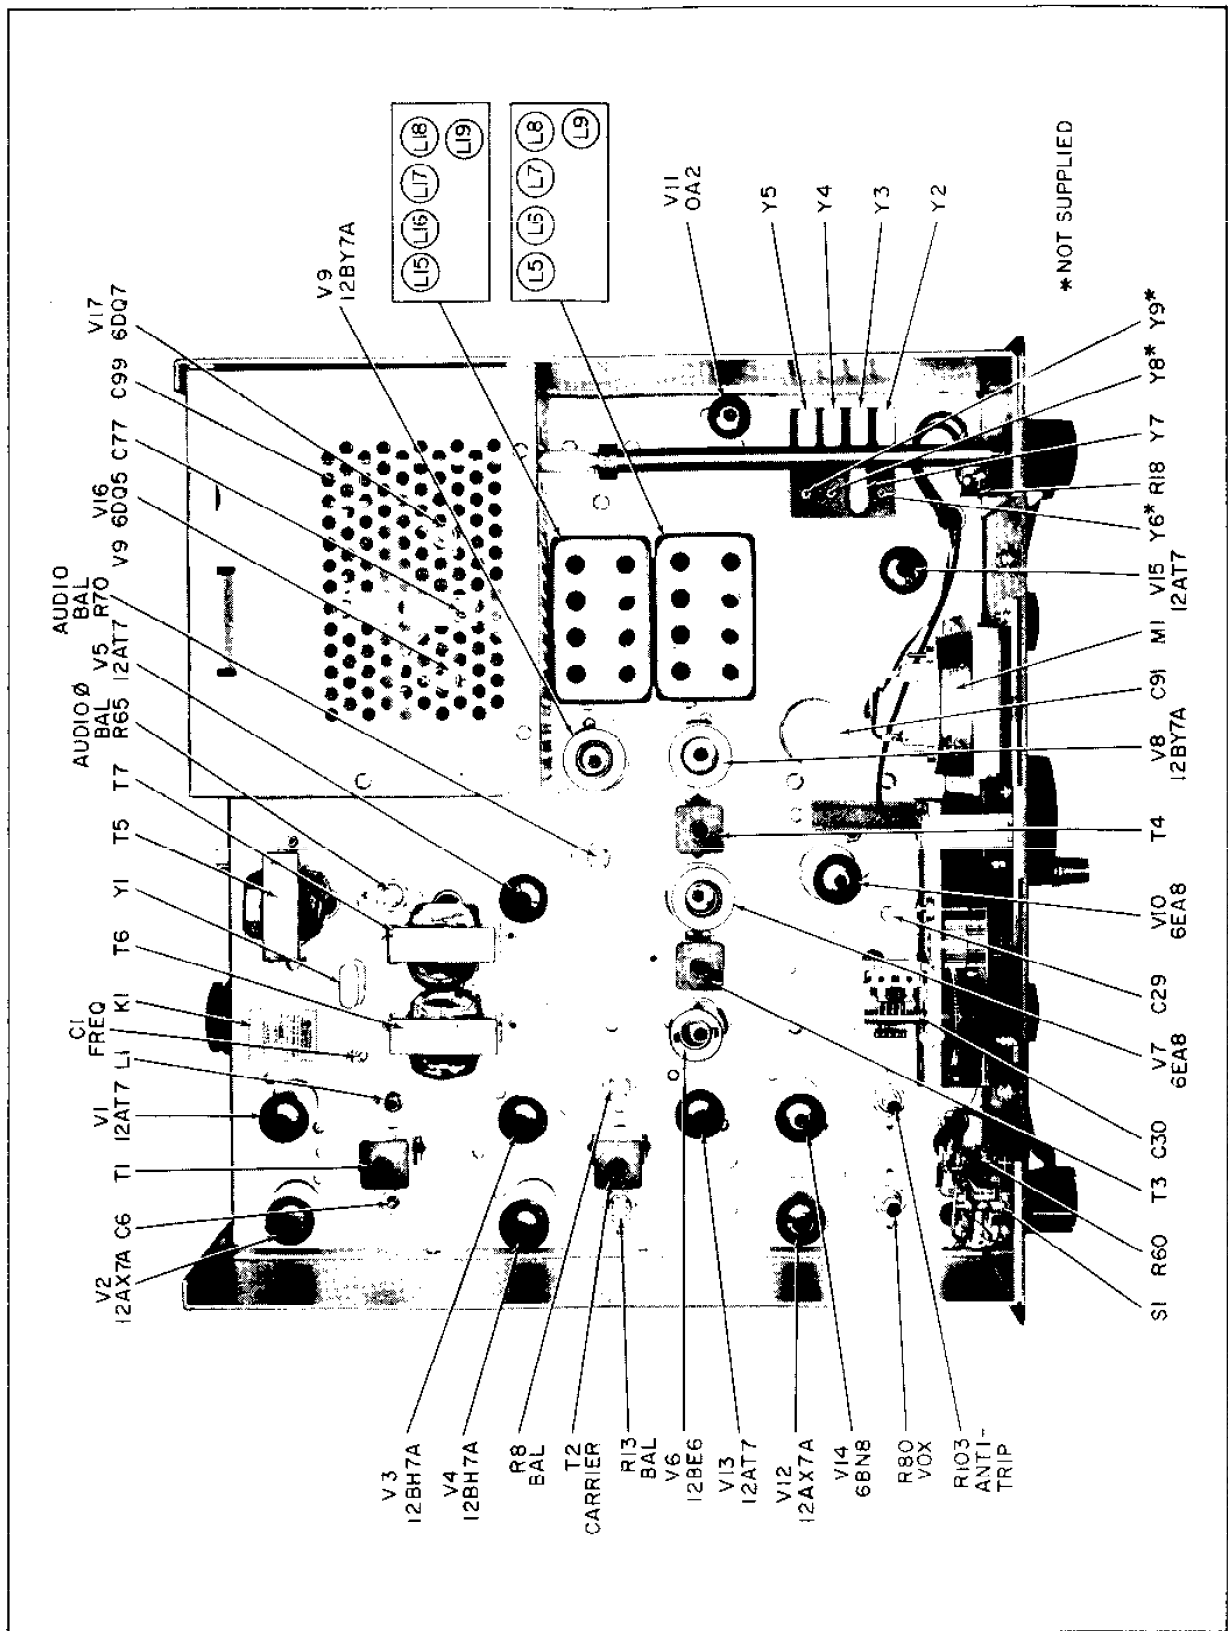 V2
12AX7A
C6
T1
V1
12AT7
L1
C1
FREQ
K1
T6
Y1
T5
T7
AUDIO Ø
BAL
R65
V5
12AT7
AUDIO
BAL
R70
V9
V16
6DQ5
C77
C99
V17
6DQ7
V3
12BH7A
V4
12BH7A
R8
BAL
T2
CARRIER
R13
BAL
V6
12BE6
V13
12AT7
V12
12AX7A
V14
6BN8
R80
VOX
R103
ANTI-
TRIP
V9
12BY7A
L15 L16 L17 L18
L19
L5 L6 L7 L8
L9
V11
OA2
Y5
Y4
Y3
Y2
*NOT SUPPLIED
S1
R60
T3
C30
V7
6EA8
C29
V10
6EA8
T4
V8
12BY7A
C91
M1
V15
12AT7
Y6*
R18
Y7
Y8*
Y9*